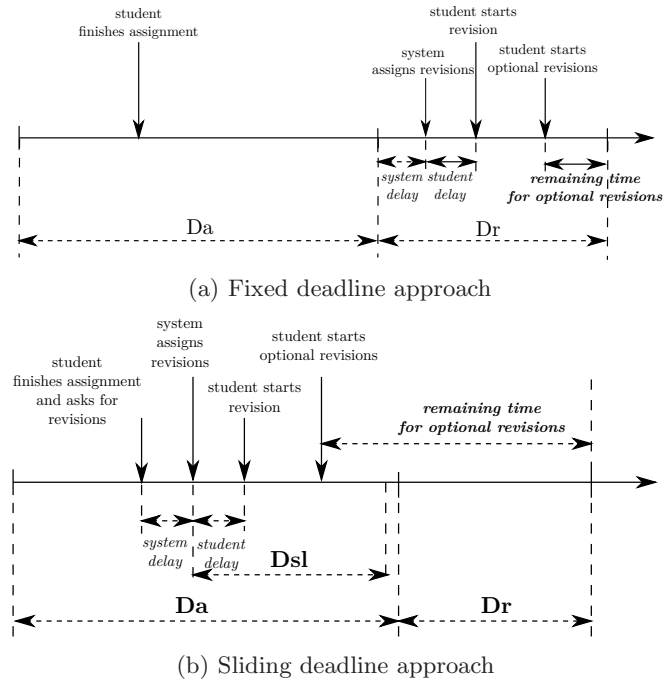 student
finishes assignment
system
assigns revisions
student starts
revision
student starts
optional revisions
system
delay
student
delay
remaining time
for optional revisions
Da
Dr
(a) Fixed deadline approach
student
finishes assignment
and asks for
revisions
system
assigns
revisions
student starts
revision
student starts
optional revisions
remaining time
for optional revisions
system
delay
student
delay
Dsl
Da
Dr
(b) Sliding deadline approach